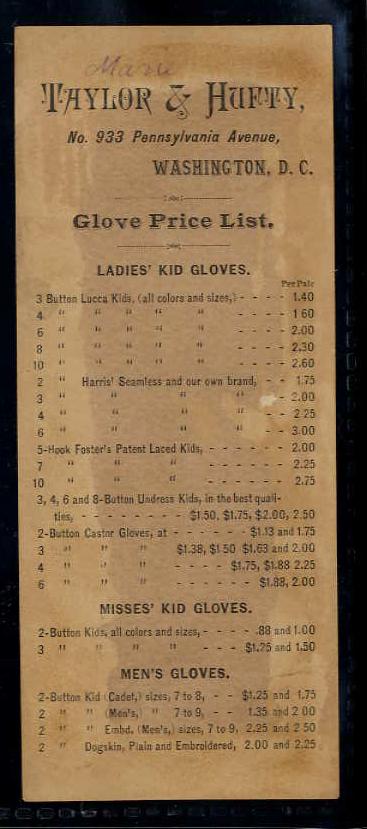 Marie
TAYLOR & HUFTY,
No. 933 Pennsylvania Avenue,
WASHINGTON, D. C.
Glove Price List.
LADIES' KID GLOVES.
Per Pair
3 Button Lucca Kids, (all colors and sizes,) - - - - 1.40
4 " " " " " - - - - 1 60
6 " " " " " - - - - 2.00
8 " " " " " - - - - 2.30
10 " " " " " - - - - 2.60
2 " Harris' Seamless and our own brand, - - 1.75
3 " " " " - - 2.00
4 " " " " - - 2 25
6 " " " " - - 3.00
5-Hook Foster's Patent Laced Kids, - - - - - - 2.00
7 " " " - - - - - - 2.25
10 " " " - - - - - - 2.75
3, 4, 6 and 8-Button Undress Kids, in the best quali-
ties, - - - - - - - - $1.50, $1.75, $2.00, 2.50
2-Button Castor Gloves, at - - - - - $1.13 and 1.75
3 " " " $1.38, $1 50 $1.63 and 2.00
4 " " " - - - - $1.75, $1.88 2.25
6 " " " - - - - - - $1.88, 2.00
MISSES' KID GLOVES.
2-Button Kids, all colors and sizes, - - - - .88 and 1.00
3 " " " " " - - - $1.25 and 1.50
MEN'S GLOVES.
2-Button Kid (Cadet,) sizes, 7 to 8, - - $1.25 and 1.75
2 " " (Men's,) " 7 to 9, - - 1.35 and 2 00
2 " " Embd. (Men's,) sizes, 7 to 9, 2.25 and 2 50
2 " Dogskin, Plain and Embroidered, 2.00 and 2.25